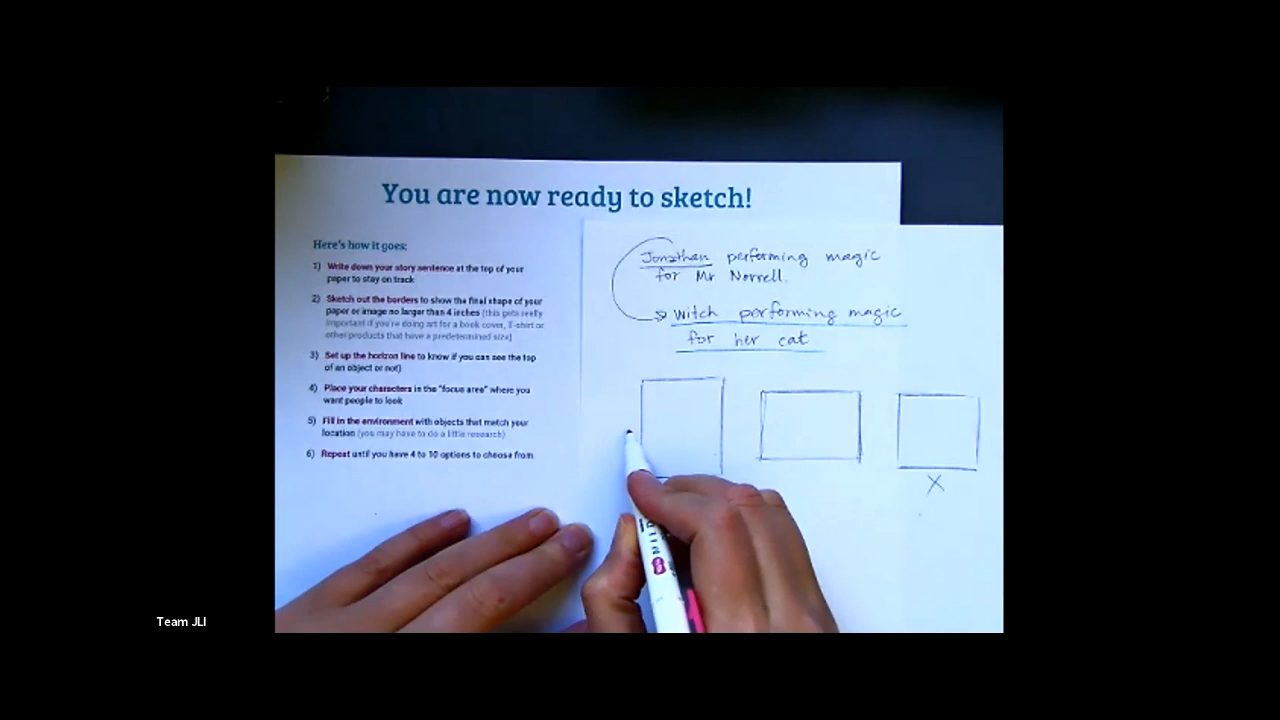 You are now ready to sketch!
Here's how it goes:
1) Write down your story sentence at the top of your
paper to stay on track
2) Sketch out the borders to show the final shape of your
paper or image no larger than 4 inches (this gets really
important if you're doing art for a book cover, T-shirt or
other products that have a predetermined size)
3) Set up the horizon line to know if you can see the top
of an object or not)
4) Place your characters in the "focus area" where you
want people to look
5) Fill in the environment with objects that match your
location (you may have to do a little research)
6) Repeat until you have 4 to 10 options to choose from
Jonathan performing magic
for Mr Norrell.
Witch performing magic
for her cat
X
Team JLI